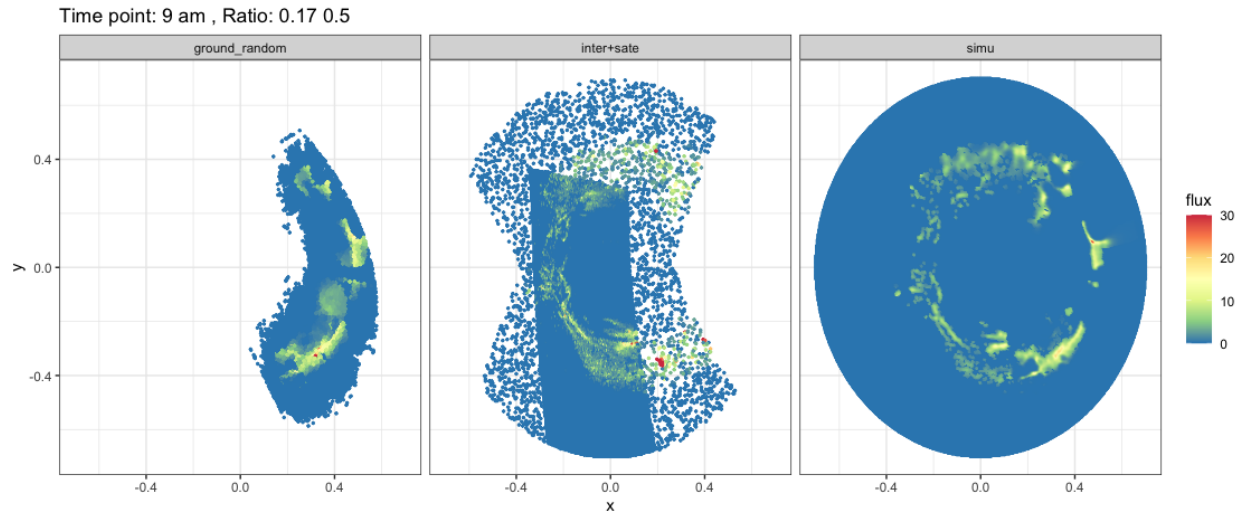 Time point: 9 am , Ratio: 0.17 0.5
ground_random inter+sate simu
y
0.4
0.0
-0.4
-0.4 0.0 0.4 -0.4 0.0 0.4 -0.4 0.0 0.4
x
flux
30
20
10
0